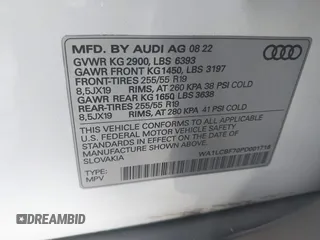 MFD. BY AUDI AG 08 22
GVWR KG 2900, LBS 6393
GAWR FRONT KG 1450, LBS 3197
FRONT-TIRES 255/55 R19
8,5JX19 RIMS, AT 260 KPA 38 PSI COLD
GAWR REAR KG 1650, LBS 3638
REAR-TIRES 255/55 R19
8,5JX19 RIMS, AT 280 KPA 41 PSI COLD
THIS VEHICLE CONFORMS TO ALL APPLICABLE
FEDERAL MOTOR VEHICLE SAFETY AND
THEFT PREVENTION STANDARDS IN
EFFECT ON THE DATE OF MANUFACTURE
SHOWN ABOVE.
SLOVAKIA
TYPE:
MPV